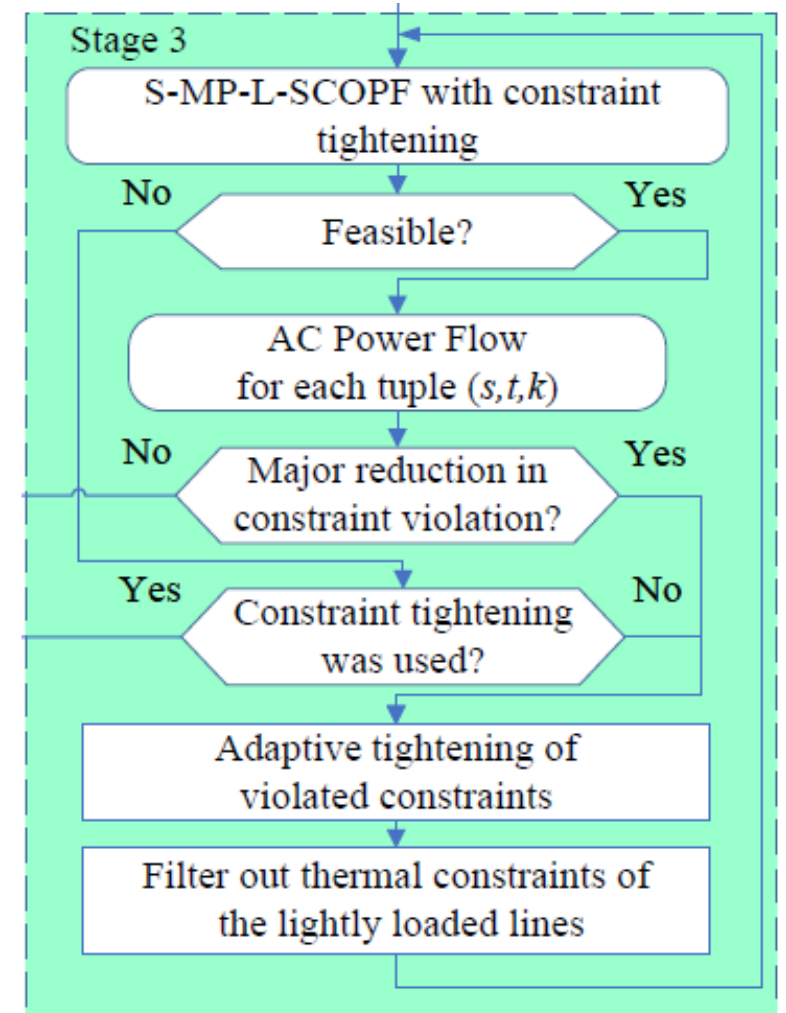 Stage 3
S-MP-L-SCOPF with constraint
tightening
No
Yes
Feasible?
AC Power Flow
for each tuple (s,t,k)
No
Yes
Major reduction in
constraint violation?
Yes
No
Constraint tightening
was used?
Adaptive tightening of
violated constraints
Filter out thermal constraints of
the lightly loaded lines